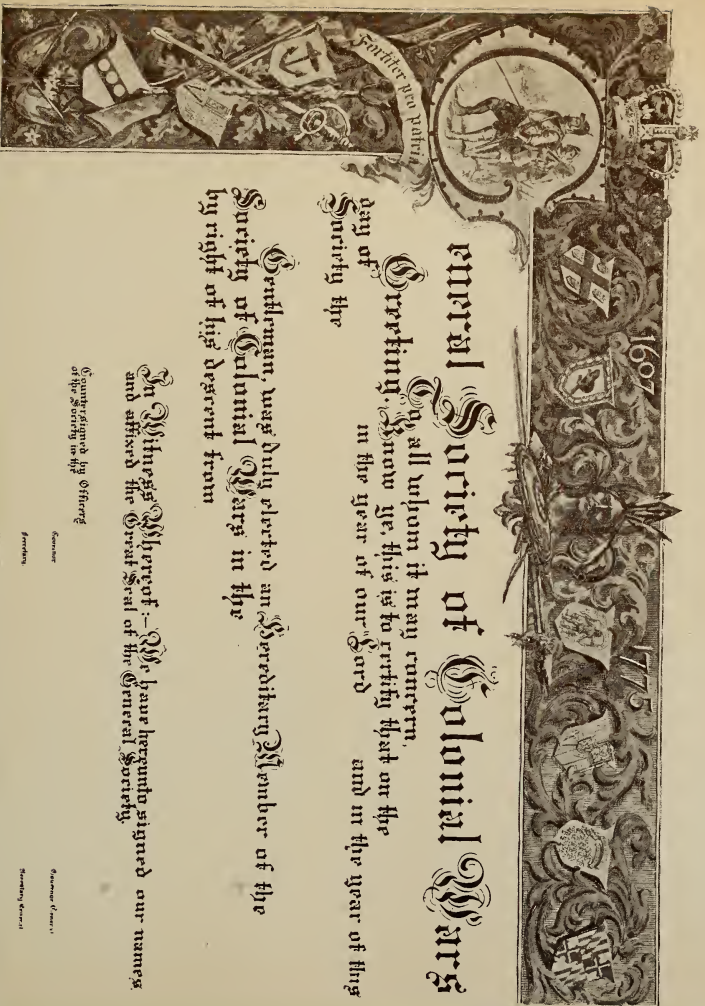 Fortiter pro patria
1607
1775
eneral Society of Colonial Wars
To all whom it may concern,
Greeting. Know ye, this is to certify that on the
day of in the year of our Lord and in the year of this
Society the
Gentleman, was duly elected an Hereditary Member of the
Society of Colonial Wars in the
by right of his descent from
In Witness Whereof:—We have hereunto signed our names
and affixed the Great Seal of the General Society.
Countersigned by Officers
of the Society in the
Governor
Governor General
Secretary.
Secretary General